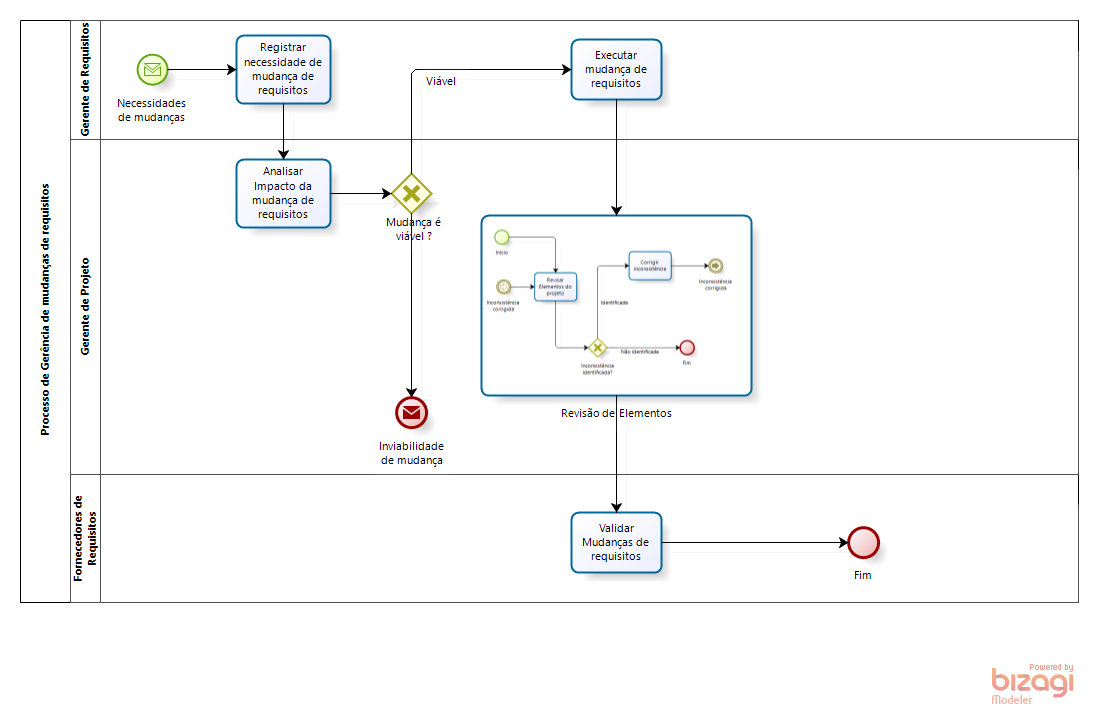 Processo de Gerência de mudanças de requisitos
Gerente de Requisitos
Necessidades
de mudanças
Registrar
necessidade de
mudança de
requisitos
Viável
Executar
mudança de
requisitos
Gerente de Projeto
Analisar
Impacto da
mudança de
requisitos
Mudança é
viável ?
Inviabilidade
de mudança
Início
Inconsistência
corrigida
Revisar
Elementos do
projeto
Identificada
Corrigir
inconsistência
Inconsistência
corrigida
Inconsistência
identificada?
Não identificada
Fim
Revisão de Elementos
Fornecedores de
Requisitos
Validar
Mudanças de
requisitos
Fim
Powered by
bizagi
Modeler